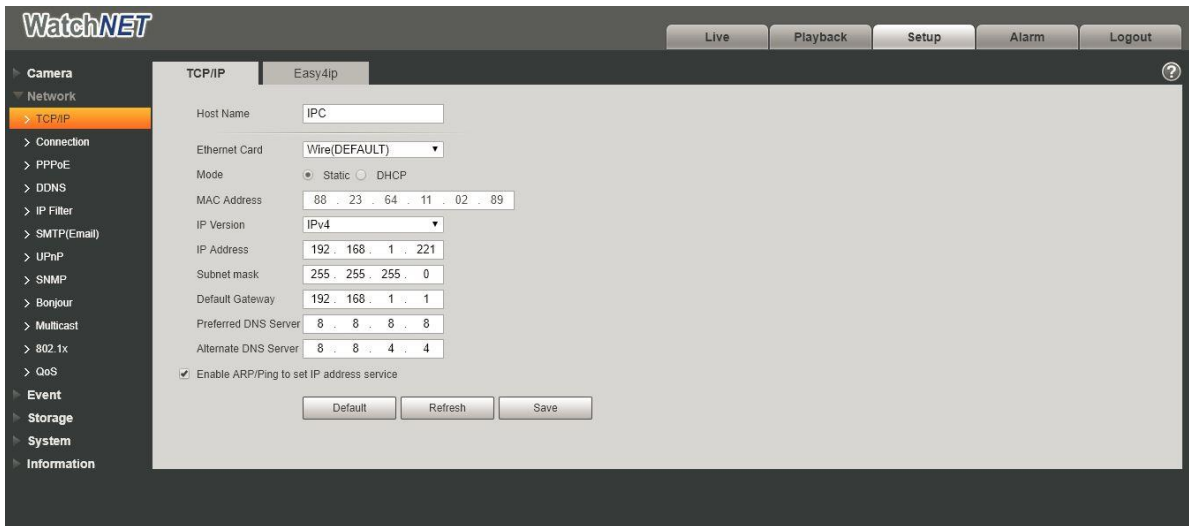 WatchNET
Live Playback Setup Alarm Logout
Camera
Network
TCP/IP
Connection
PPPoE
DDNS
IP Filter
SMTP(Email)
UPnP
SNMP
Bonjour
Multicast
802.1x
QoS
Event
Storage
System
Information
TCP/IP Easy4ip
?
Host Name IPC
Ethernet Card Wire(DEFAULT)
Mode Static DHCP
MAC Address 88 . 23 . 64 . 11 . 02 . 89
IP Version IPv4
IP Address 192 . 168 . 1 . 221
Subnet mask 255 . 255 . 255 . 0
Default Gateway 192 . 168 . 1 . 1
Preferred DNS Server 8 . 8 . 8 . 8
Alternate DNS Server 8 . 8 . 4 . 4
Enable ARP/Ping to set IP address service
Default Refresh Save